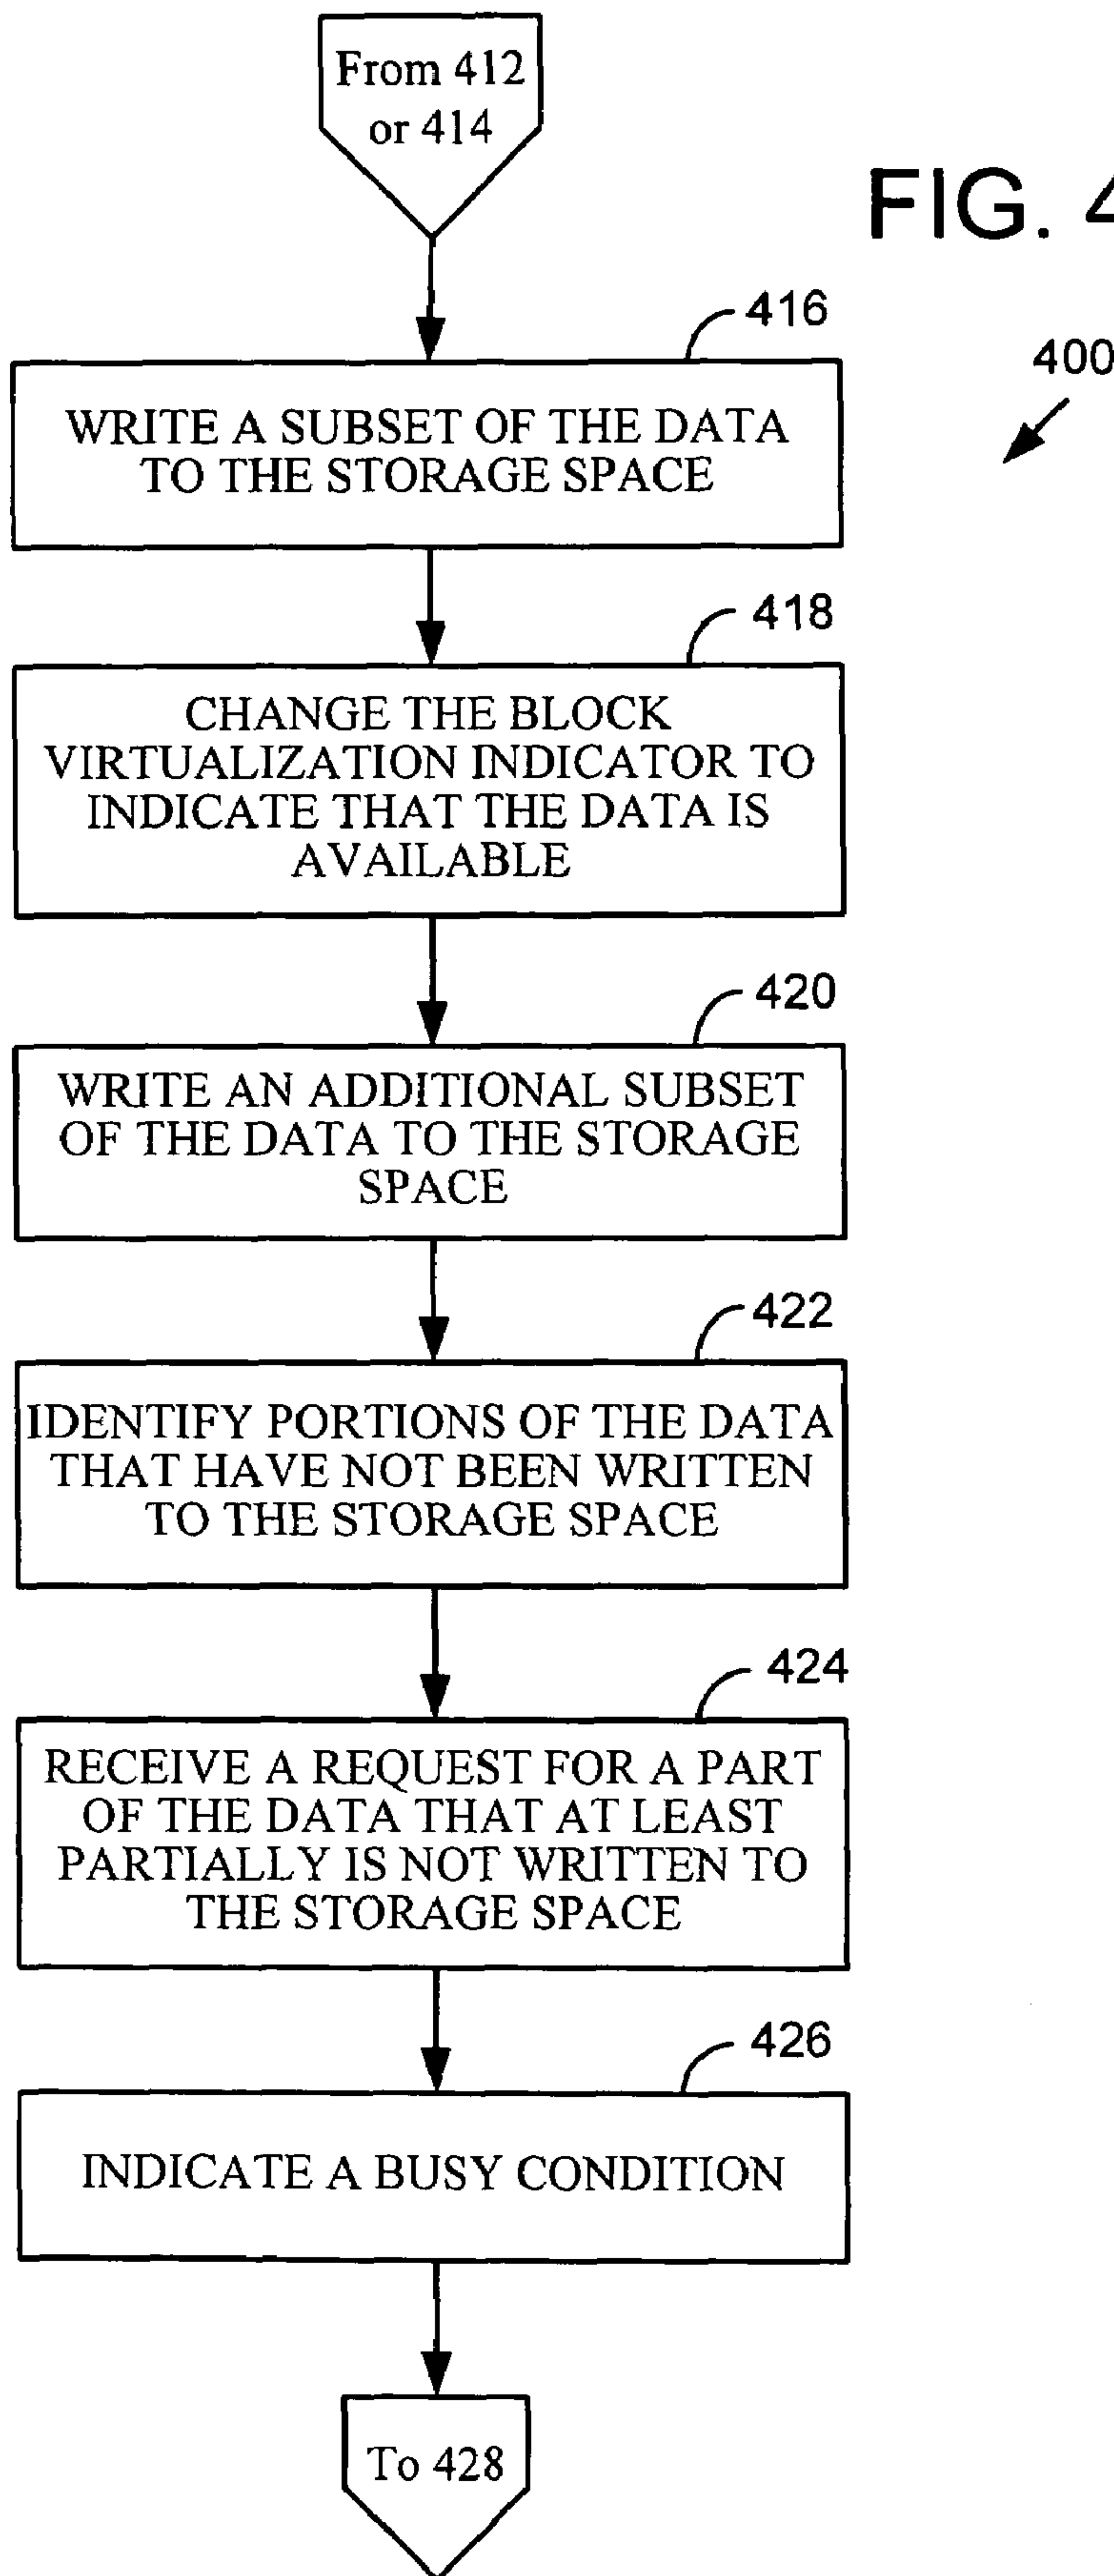 From 412
or 414
FIG. 4
416
400
WRITE A SUBSET OF THE DATA
TO THE STORAGE SPACE
418
CHANGE THE BLOCK
VIRTUALIZATION INDICATOR TO
INDICATE THAT THE DATA IS
AVAILABLE
420
WRITE AN ADDITIONAL SUBSET
OF THE DATA TO THE STORAGE
SPACE
422
IDENTIFY PORTIONS OF THE DATA
THAT HAVE NOT BEEN WRITTEN
TO THE STORAGE SPACE
424
RECEIVE A REQUEST FOR A PART
OF THE DATA THAT AT LEAST
PARTIALLY IS NOT WRITTEN TO
THE STORAGE SPACE
426
INDICATE A BUSY CONDITION
To 428